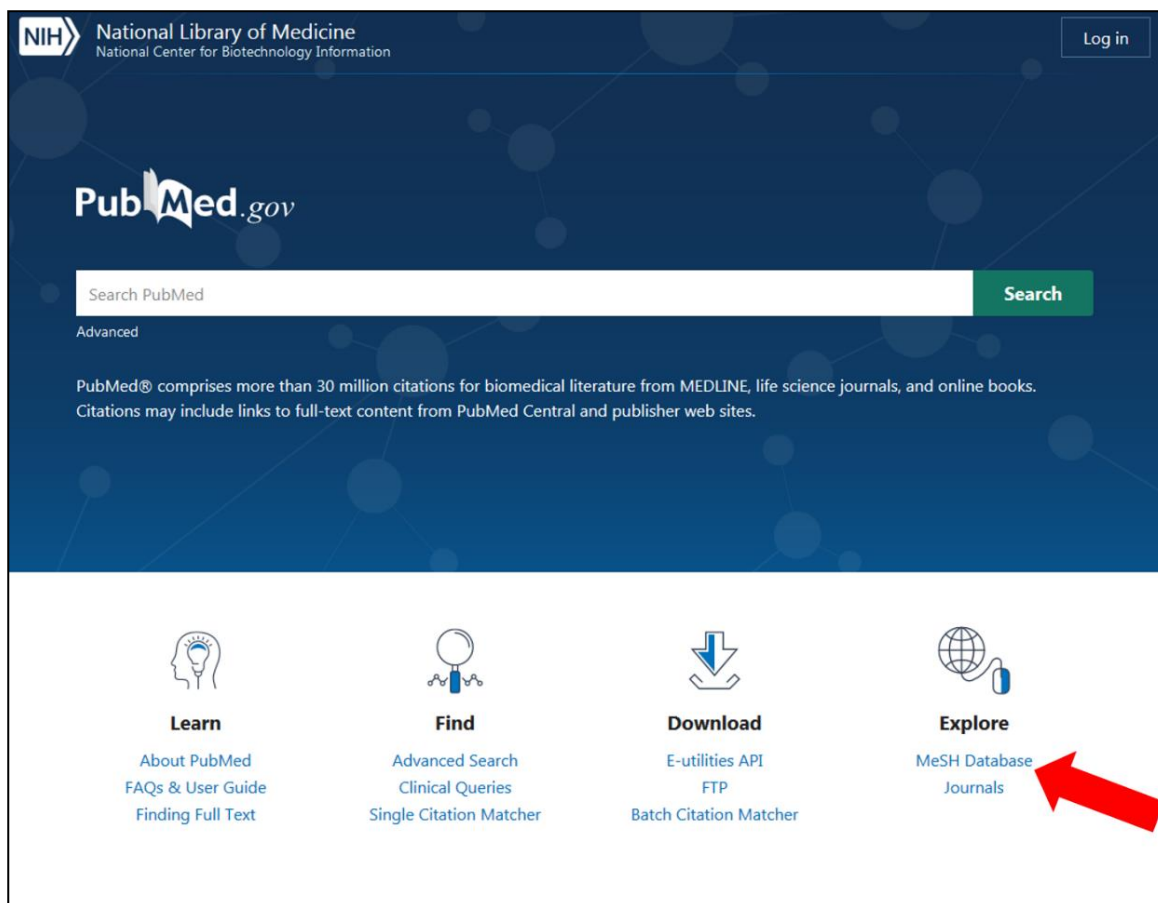 NIH
National Library of Medicine
National Center for Biotechnology Information
Log in
PubMed.gov
Search PubMed
Search
Advanced
PubMed® comprises more than 30 million citations for biomedical literature from MEDLINE, life science journals, and online books.
Citations may include links to full-text content from PubMed Central and publisher web sites.
Learn
About PubMed
FAQs & User Guide
Finding Full Text
Find
Advanced Search
Clinical Queries
Single Citation Matcher
Download
E-utilities API
FTP
Batch Citation Matcher
Explore
MeSH Database
Journals